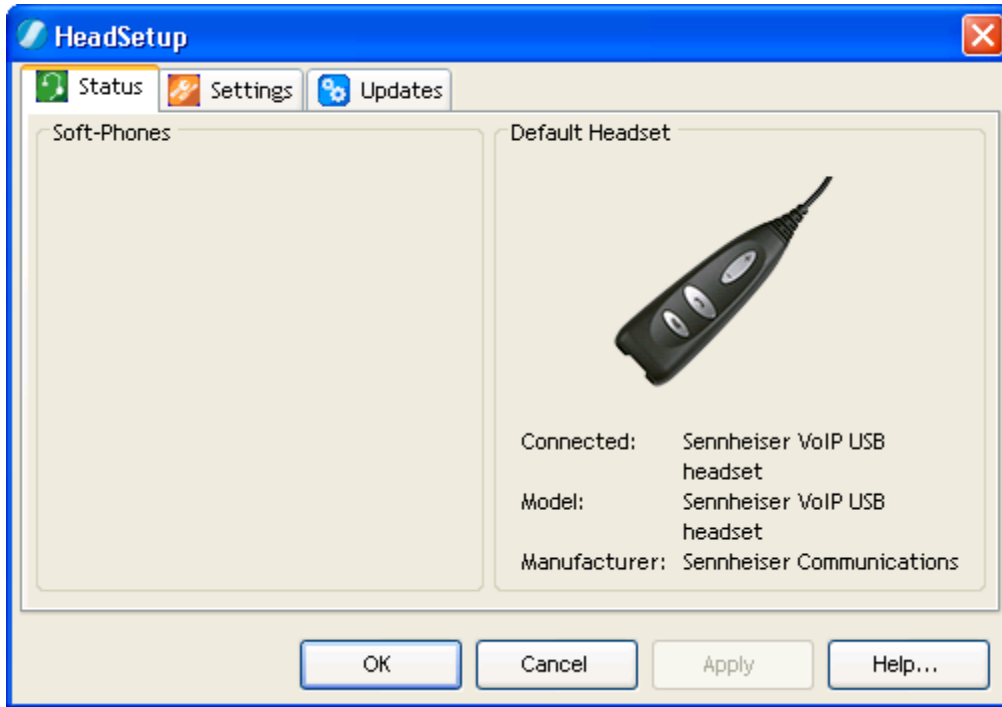 HeadSetup
Status
Settings
Updates
Soft-Phones
Default Headset
Connected: Sennheiser VoIP USB
headset
Model: Sennheiser VoIP USB
headset
Manufacturer: Sennheiser Communications
OK
Cancel
Apply
Help...